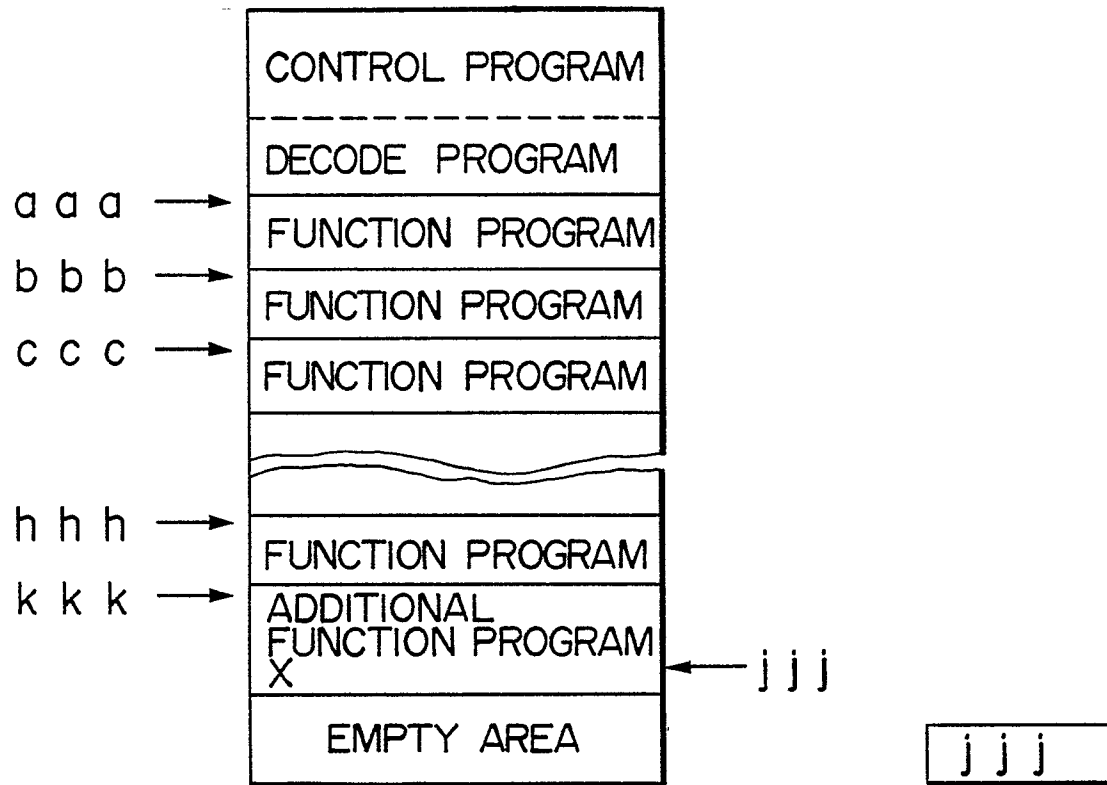 CONTROL PROGRAM
DECODE PROGRAM
a a a
FUNCTION PROGRAM
b b b
FUNCTION PROGRAM
c c c
FUNCTION PROGRAM
h h h
FUNCTION PROGRAM
k k k
ADDITIONAL
FUNCTION PROGRAM
X
j j j
EMPTY AREA
j j j